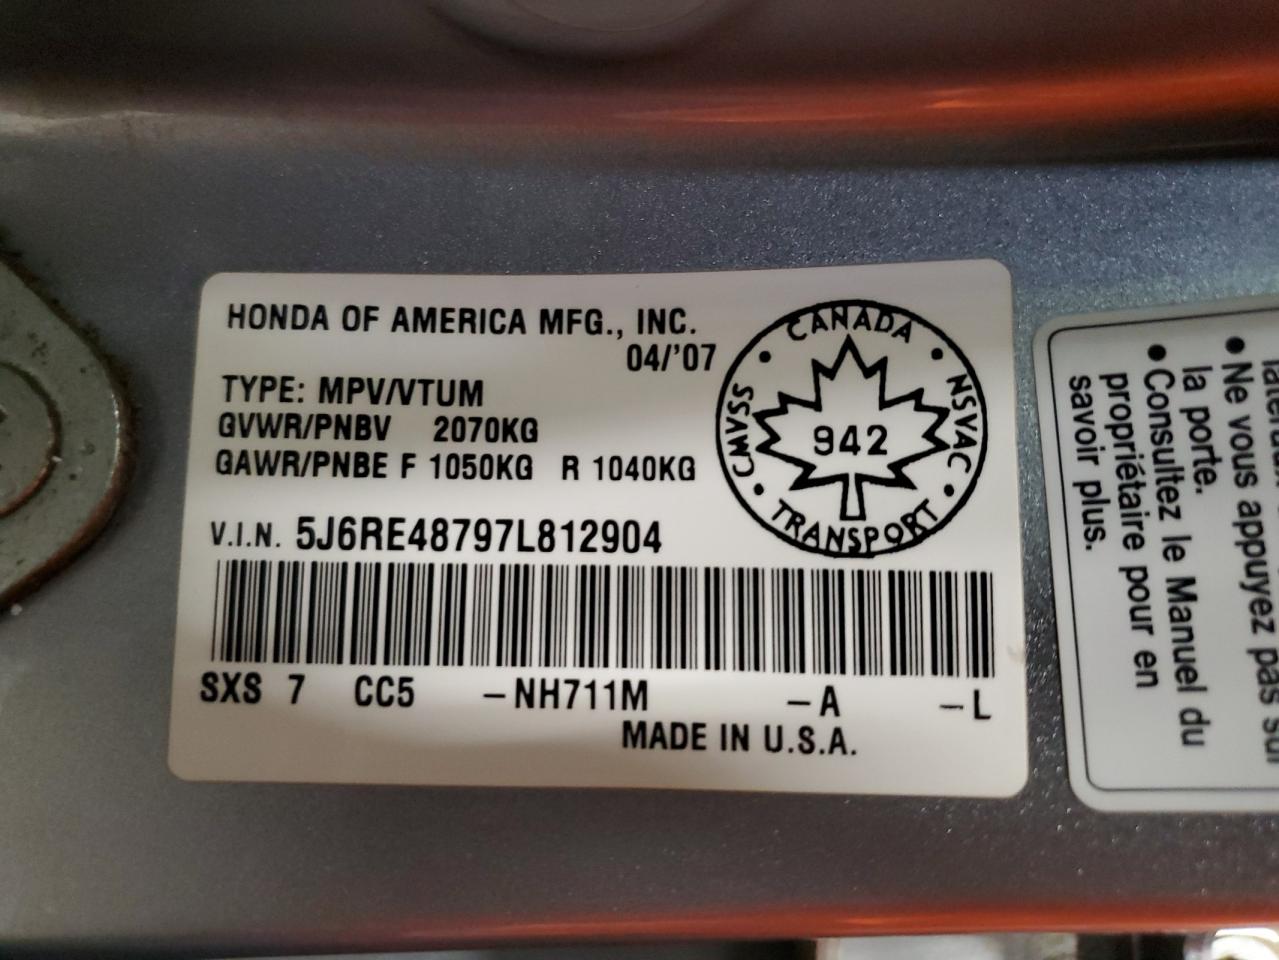 HONDA OF AMERICA MFG., INC.
04/'07
TYPE: MPV/VTUM
GVWR/PNBV 2070KG
GAWR/PNBE F 1050KG R 1040KG
V.I.N. 5J6RE48797L812904
CANADA
NSVAC
TRANSPORT
CMVSS
942
SXS 7 CC5 -NH711M -A -L
MADE IN U.S.A.
• Ne vous appuyez pas sur
la porte.
• Consultez le Manuel du
propriétaire pour en
savoir plus.